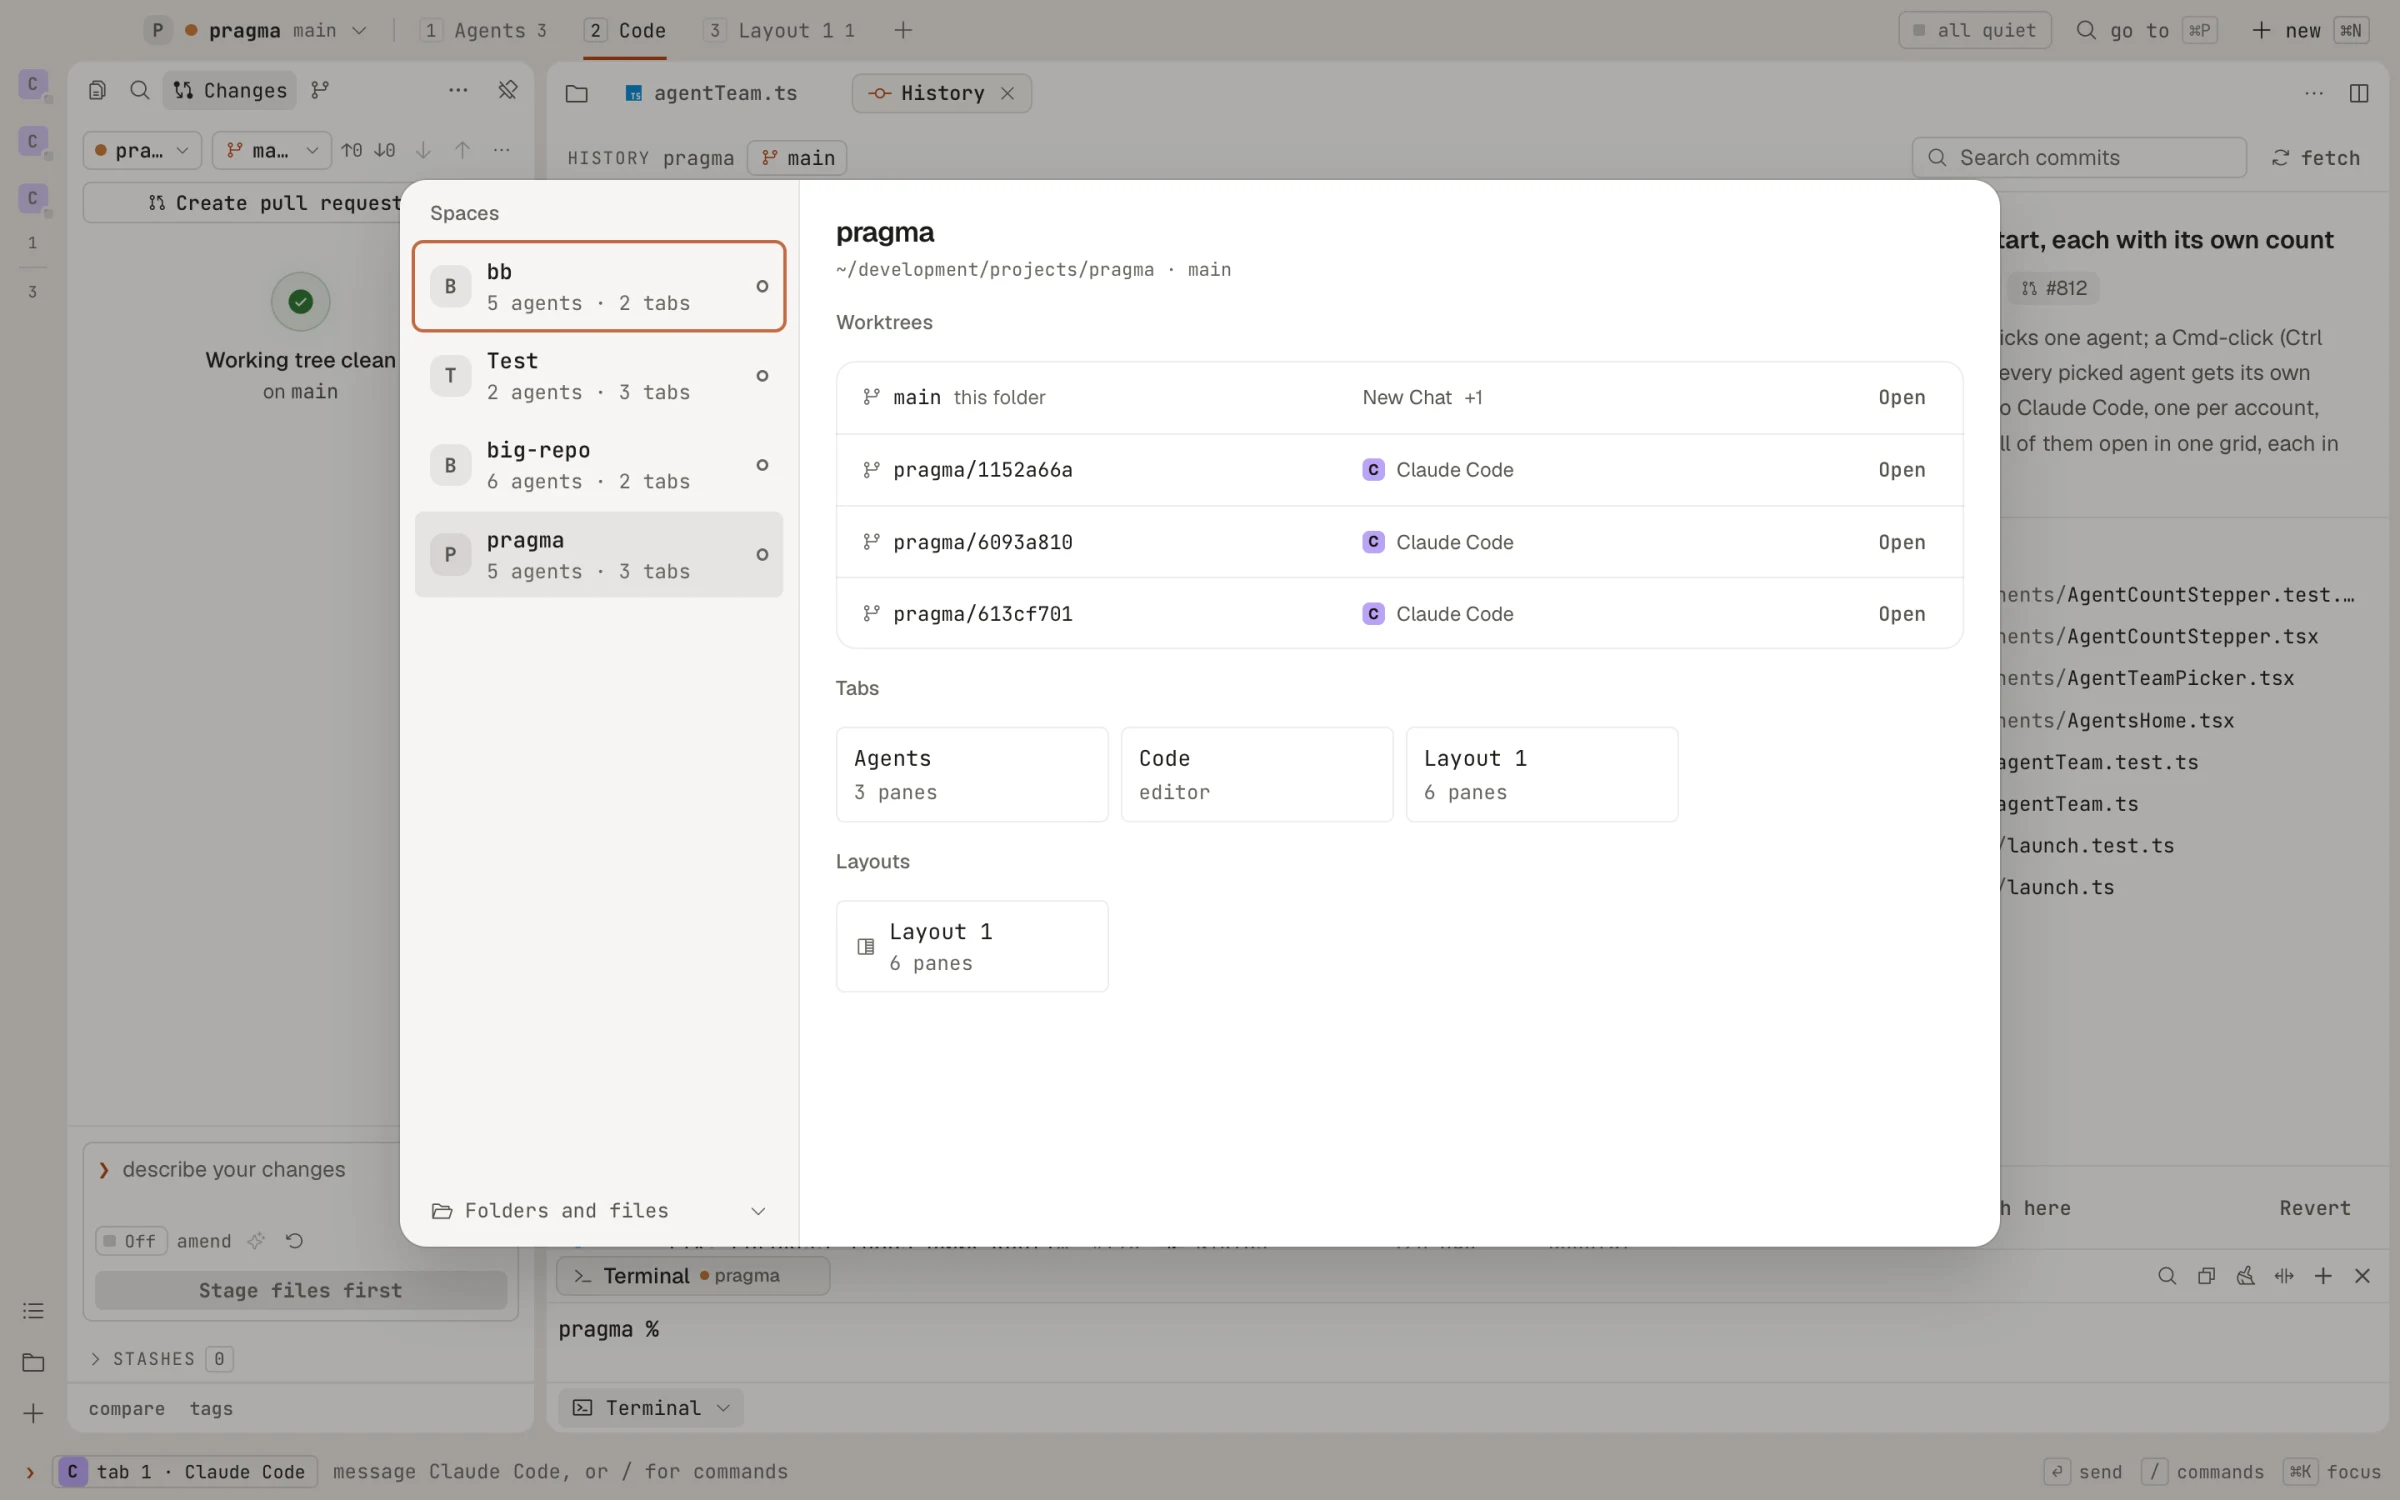 P pragma main 1 Agents 3 2 Code 3 Layout 1 1 all quiet go to ⌘P new ⌘N
C
C
C
1
3
Changes
pra… ma… ↑0 ↓0
Create pull request
Working tree clean
on main
describe your changes
Off amend
Stage files first
STASHES 0
compare tags
TS agentTeam.ts History
HISTORY pragma main Search commits fetch
tart, each with its own count
#812
icks one agent; a Cmd-click (Ctrl
every picked agent gets its own
o Claude Code, one per account,
ll of them open in one grid, each in
nents/AgentCountStepper.test.…
nents/AgentCountStepper.tsx
nents/AgentTeamPicker.tsx
nents/AgentsHome.tsx
agentTeam.test.ts
agentTeam.ts
/launch.test.ts
/launch.ts
h here Revert
Spaces
B bb
5 agents · 2 tabs
T Test
2 agents · 3 tabs
B big-repo
6 agents · 2 tabs
P pragma
5 agents · 3 tabs
Folders and files
pragma
~/development/projects/pragma · main
Worktrees
main this folder New Chat +1 Open
pragma/1152a66a C Claude Code Open
pragma/6093a810 C Claude Code Open
pragma/613cf701 C Claude Code Open
Tabs
Agents
3 panes
Code
editor
Layout 1
6 panes
Layouts
Layout 1
6 panes
Terminal pragma
pragma %
Terminal
C tab 1 · Claude Code message Claude Code, or / for commands send / commands ⌘K focus